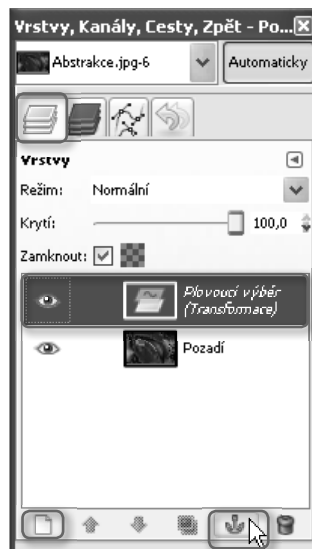 Vrstvy, Kanály, Cesty, Zpět - Po...
Abstrakce.jpg-6
Automaticky
Vrstvy
Režim: Normální
Krytí: 100,0
Zamknout:
Plovoucí výběr
(Transformace)
Pozadí